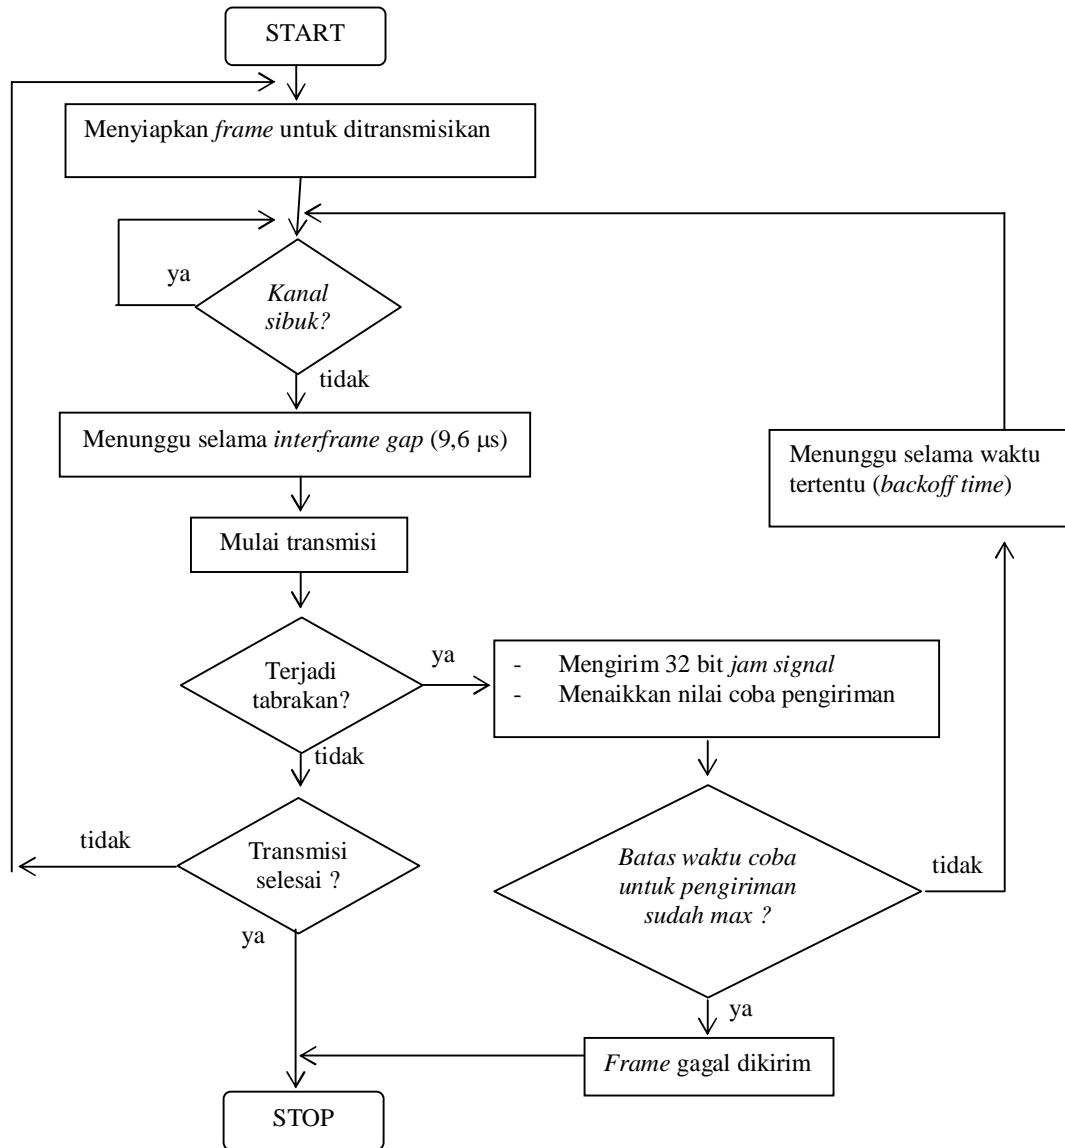 START
Menyiapkan frame untuk ditransmisikan
ya
Kanal
sibuk?
tidak
Menunggu selama interframe gap (9,6 µs)
Menunggu selama waktu
tertentu (backoff time)
Mulai transmisi
Terjadi
tabrakan?
ya
- Mengirim 32 bit jam signal
- Menaikkan nilai coba pengiriman
tidak
tidak
Transmisi
selesai ?
ya
Batas waktu coba
untuk pengiriman
sudah max ?
tidak
ya
Frame gagal dikirim
STOP